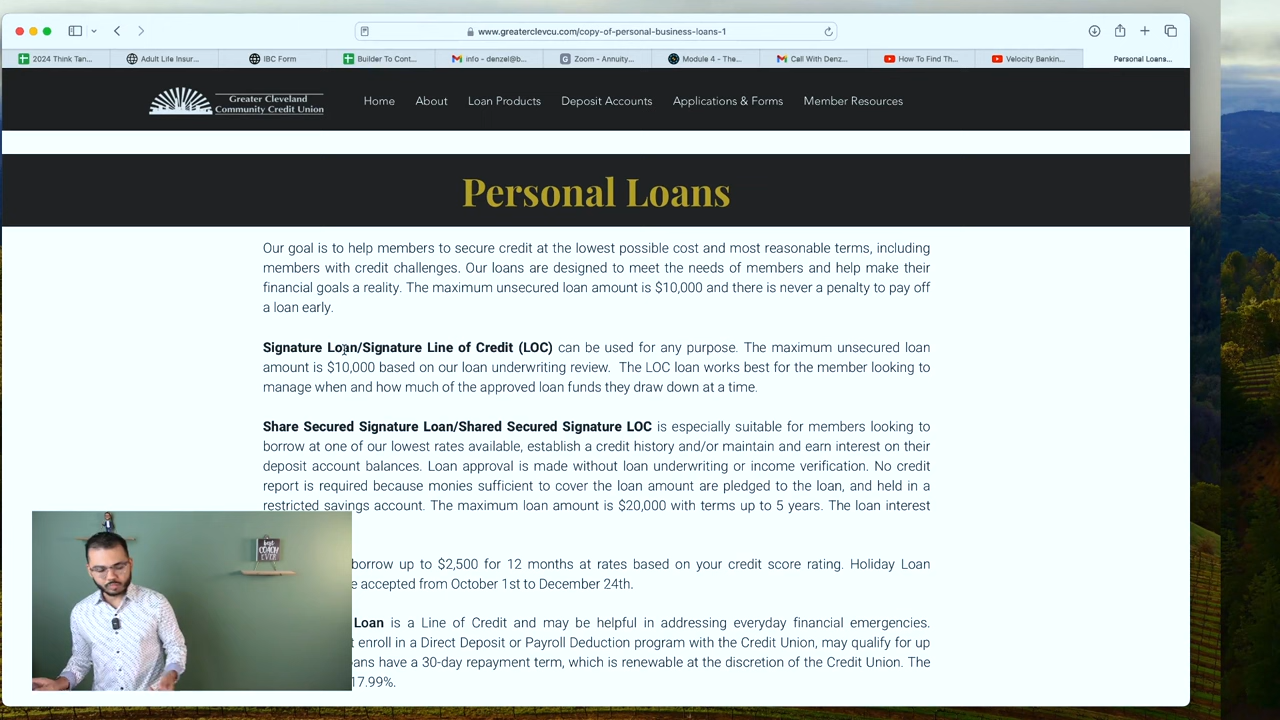 www.greaterclevcu.com/copy-of-personal-business-loans-1
2024 Think Tan...
Adult Life Insur...
IBC Form
Builder To Cont...
info - denzel@b...
Zoom - Annuity...
Module 4 - The...
Call With Denz...
How To Find Th...
Velocity Bankin...
Personal Loans...
Greater Cleveland
Community Credit Union
Home
About
Loan Products
Deposit Accounts
Applications & Forms
Member Resources
Personal Loans
Our goal is to help members to secure credit at the lowest possible cost and most reasonable terms, including
members with credit challenges. Our loans are designed to meet the needs of members and help make their
financial goals a reality. The maximum unsecured loan amount is $10,000 and there is never a penalty to pay off
a loan early.
Signature Loan/Signature Line of Credit (LOC) can be used for any purpose. The maximum unsecured loan
amount is $10,000 based on our loan underwriting review. The LOC loan works best for the member looking to
manage when and how much of the approved loan funds they draw down at a time.
Share Secured Signature Loan/Shared Secured Signature LOC is especially suitable for members looking to
borrow at one of our lowest rates available, establish a credit history and/or maintain and earn interest on their
deposit account balances. Loan approval is made without loan underwriting or income verification. No credit
report is required because monies sufficient to cover the loan amount are pledged to the loan, and held in a
restricted savings account. The maximum loan amount is $20,000 with terms up to 5 years. The loan interest
borrow up to $2,500 for 12 months at rates based on your credit score rating. Holiday Loan
accepted from October 1st to December 24th.
Loan is a Line of Credit and may be helpful in addressing everyday financial emergencies.
enroll in a Direct Deposit or Payroll Deduction program with the Credit Union, may qualify for up
have a 30-day repayment term, which is renewable at the discretion of the Credit Union. The
17.99%.
best
COACH
EVER